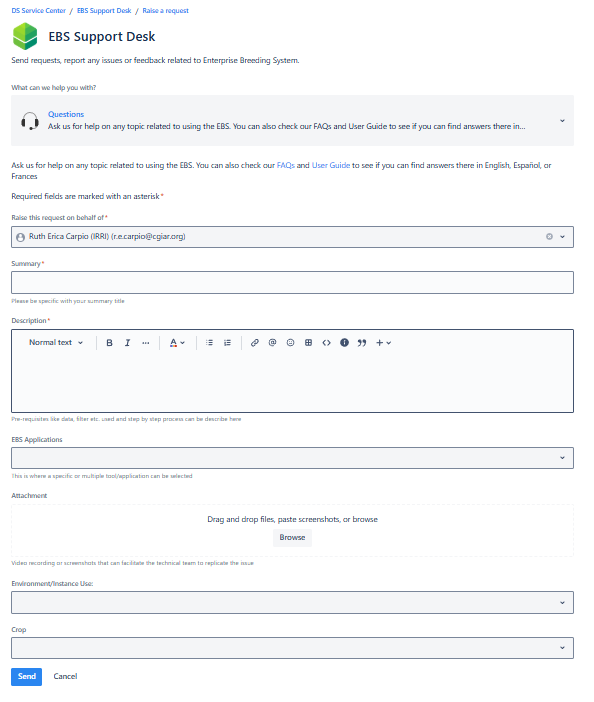 DS Service Center / EBS Support Desk / Raise a request
EBS Support Desk
Send requests, report any issues or feedback related to Enterprise Breeding System.
What can we help you with?
Questions
Ask us for help on any topic related to using the EBS. You can also check our FAQs and User Guide to see if you can find answers there in...
Ask us for help on any topic related to using the EBS. You can also check our FAQs and User Guide to see if you can find answers there in English, Español, or
Frances
Required fields are marked with an asterisk*
Raise this request on behalf of*
Ruth Erica Carpio (IRRI) (r.e.carpio@cgiar.org)
Summary*
Please be specific with your summary title
Description*
Normal text B I ... A
Pre-requisites like data, filter etc. used and step by step process can be describe here
EBS Applications
This is where a specific or multiple tool/application can be selected
Attachment
Drag and drop files, paste screenshots, or browse
Browse
Video recording or screenshots that can facilitate the technical team to replicate the issue
Environment/Instance Use:
Crop
Send Cancel